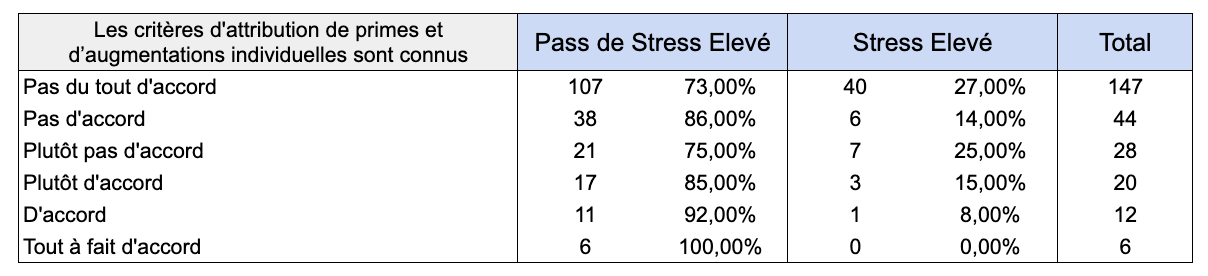 Les critères d'attribution de primes et
d’augmentations individuelles sont connus
Pass de Stress Elevé Stress Elevé Total
Pas du tout d'accord 107 73,00% 40 27,00% 147
Pas d'accord 38 86,00% 6 14,00% 44
Plutôt pas d'accord 21 75,00% 7 25,00% 28
Plutôt d'accord 17 85,00% 3 15,00% 20
D'accord 11 92,00% 1 8,00% 12
Tout à fait d'accord 6 100,00% 0 0,00% 6